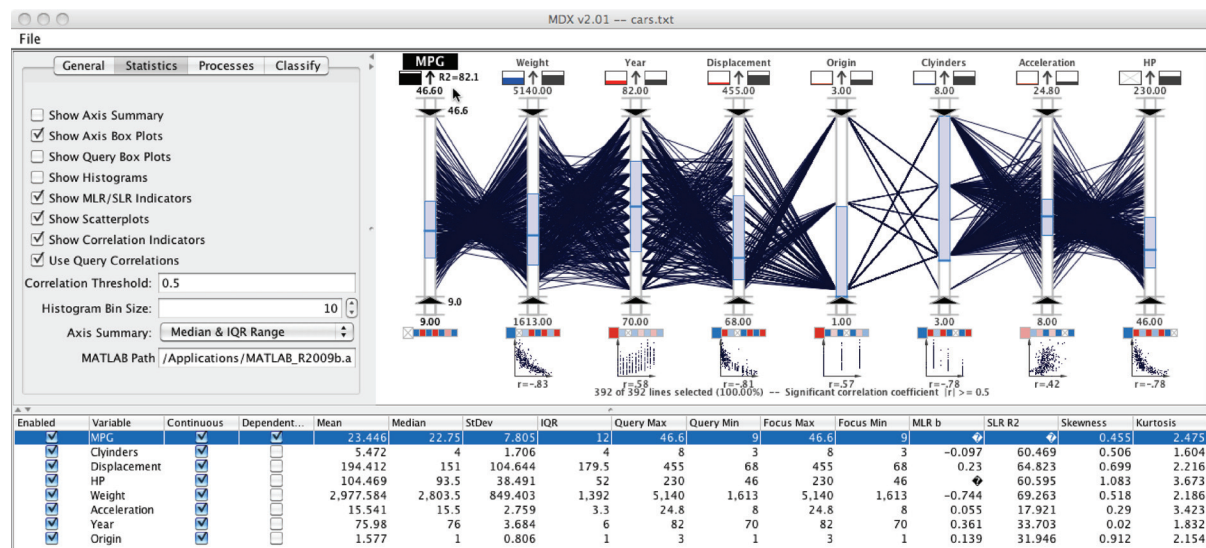 MDX v2.01 -- cars.txt
File
General Statistics Processes Classify
Show Axis Summary
Show Axis Box Plots
Show Query Box Plots
Show Histograms
Show MLR/SLR Indicators
Show Scatterplots
Show Correlation Indicators
Use Query Correlations
Correlation Threshold: 0.5
Histogram Bin Size: 10
Axis Summary: Median & IQR Range
MATLAB Path /Applications/MATLAB_R2009b.a
MPG Weight Year Displacement Origin Clyinders Acceleration HP
R2=82.1
46.60 5140.00 82.00 455.00 3.00 8.00 24.80 230.00
46.6
9.0
9.00 1613.00 70.00 68.00 1.00 3.00 8.00 46.00
r=-.83 r=.58 r=-.81 r=.57 r=-.78 r=.42 r=-.78
392 of 392 lines selected (100.00%) -- Significant correlation coefficient |r| >= 0.5
Enabled Variable Continuous Dependent... Mean Median StDev IQR Query Max Query Min Focus Max Focus Min MLR b SLR R2 Skewness Kurtosis
MPG 23.446 22.75 7.805 12 46.6 9 46.6 9 � � 0.455 2.475
Clyinders 5.472 4 1.706 4 8 3 8 3 -0.097 60.469 0.506 1.604
Displacement 194.412 151 104.644 179.5 455 68 455 68 0.23 64.823 0.699 2.216
HP 104.469 93.5 38.491 52 230 46 230 46 � 60.595 1.083 3.673
Weight 2,977.584 2,803.5 849.403 1,392 5,140 1,613 5,140 1,613 -0.744 69.263 0.518 2.186
Acceleration 15.541 15.5 2.759 3.3 24.8 8 24.8 8 0.055 17.921 0.29 3.423
Year 75.98 76 3.684 6 82 70 82 70 0.361 33.703 0.02 1.832
Origin 1.577 1 0.806 1 3 1 3 1 0.139 31.946 0.912 2.154